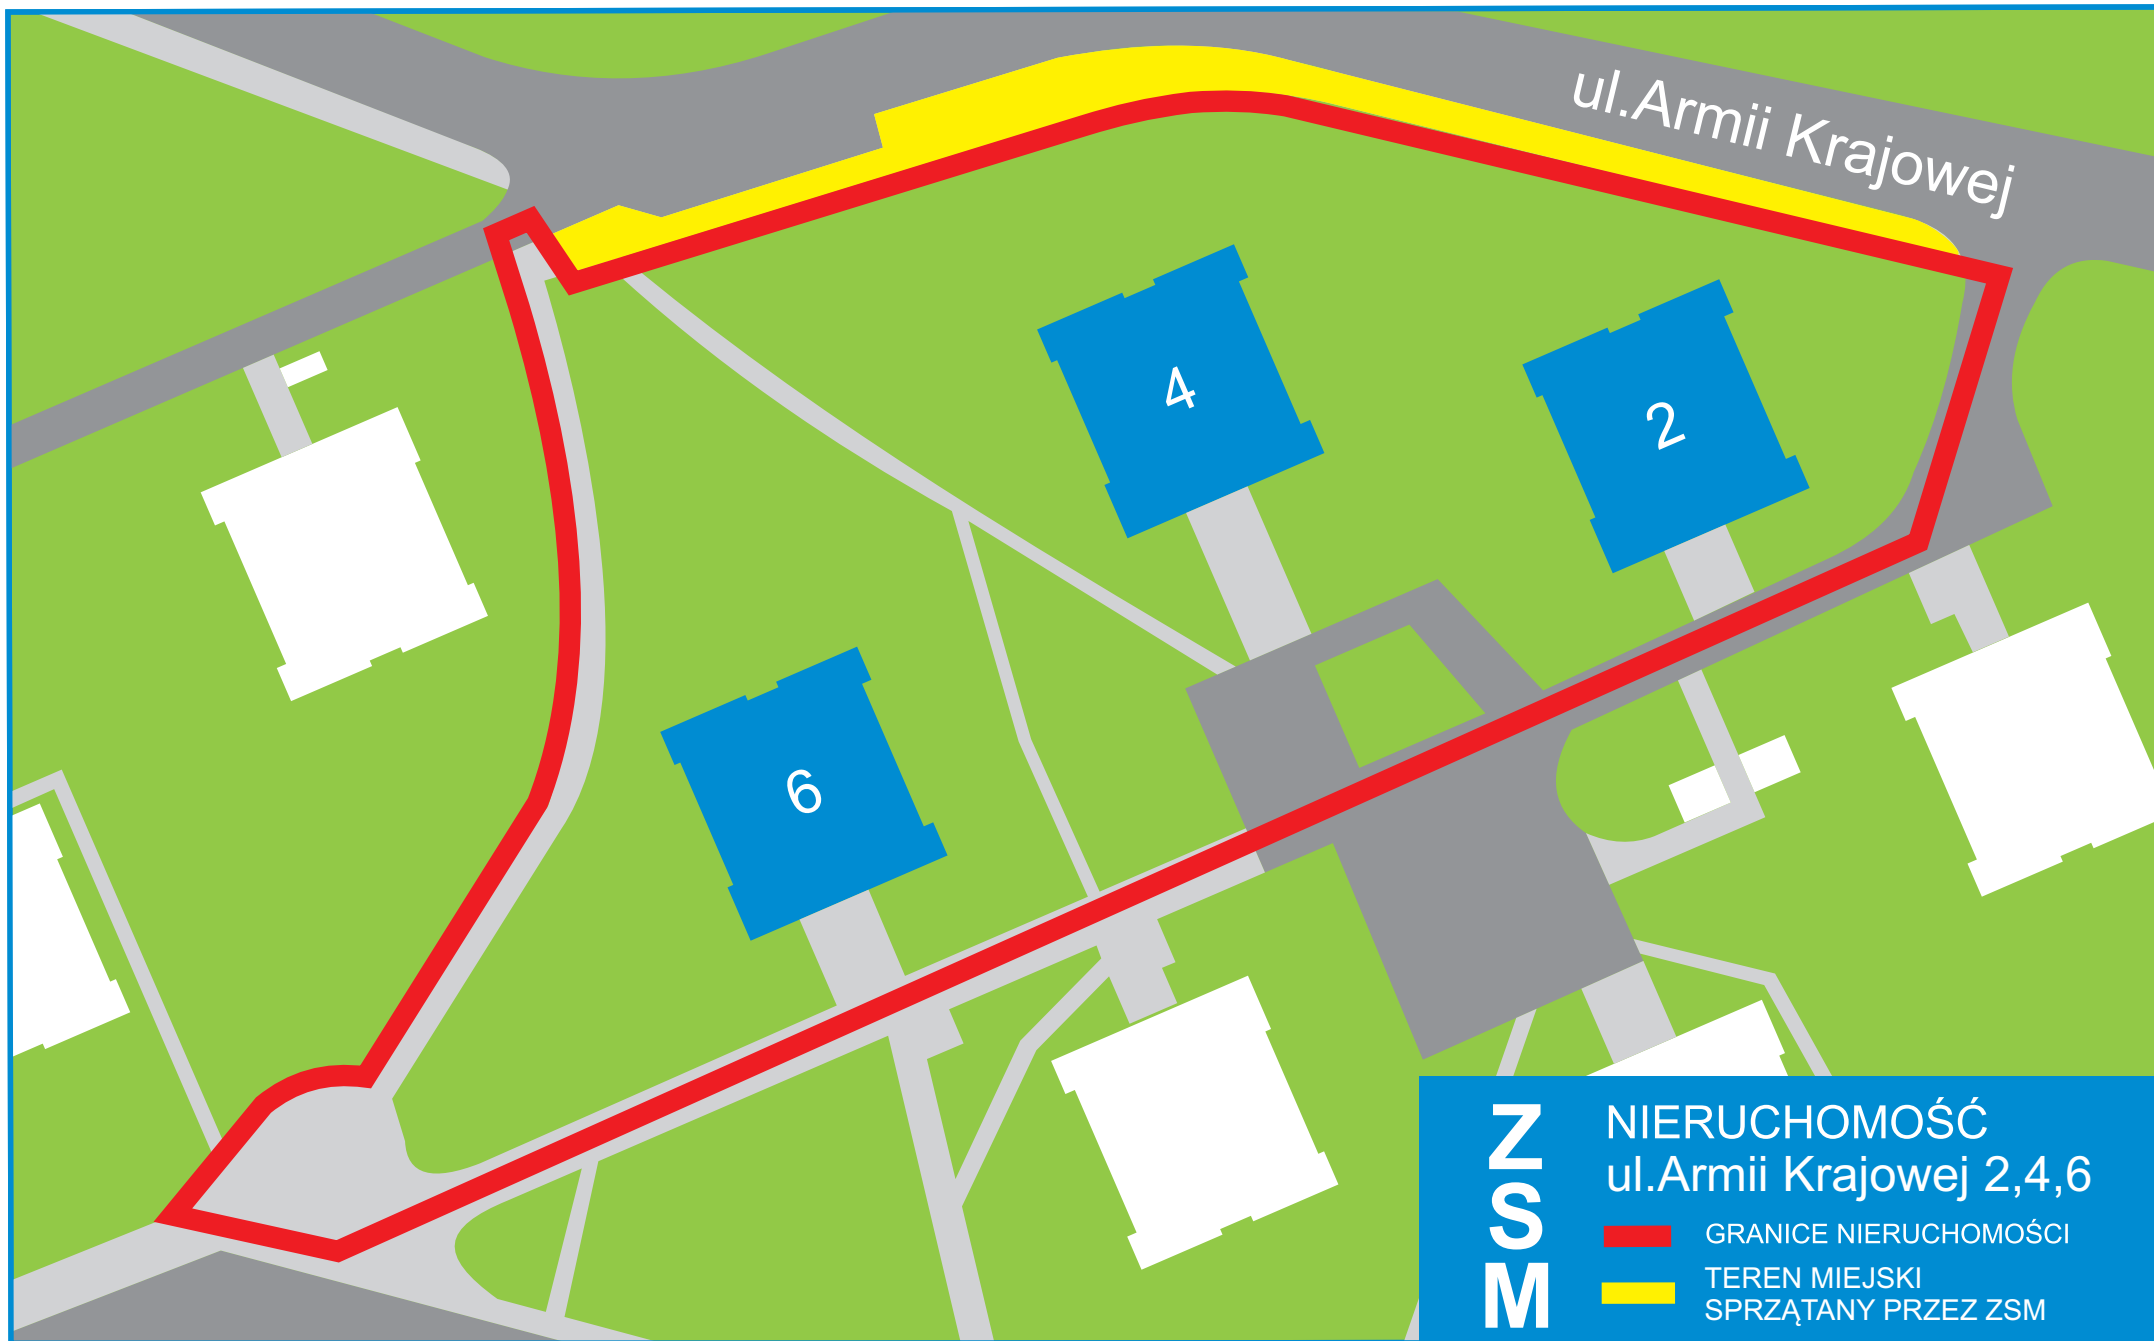 ul.Armii Krajowej
4
2
6
ZSM
NIERUCHOMOŚĆ
ul.Armii Krajowej 2,4,6
GRANICE NIERUCHOMOŚCI
TEREN MIEJSKI
SPRZĄTANY PRZEZ ZSM